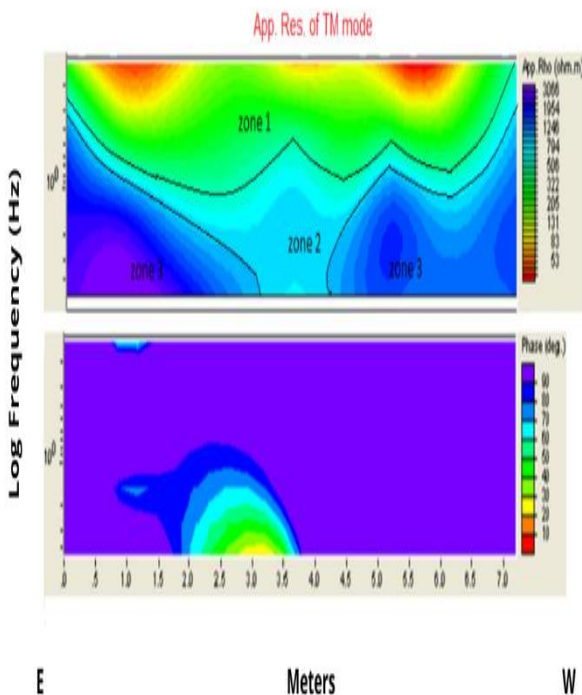 App. Res. of TM mode
App.Rho (ohm.m)
3066
1954
1246
794
506
322
205
131
83
53
zone 1
zone 2
zone 3
zone 3
10⁰
Log Frequency (Hz)
Phase (deg.)
90
80
70
60
50
40
30
20
10
10⁰
.0 .5 1.0 1.5 2.0 2.5 3.0 3.5 4.0 4.5 5.0 5.5 6.0 6.5 7.0
E Meters W